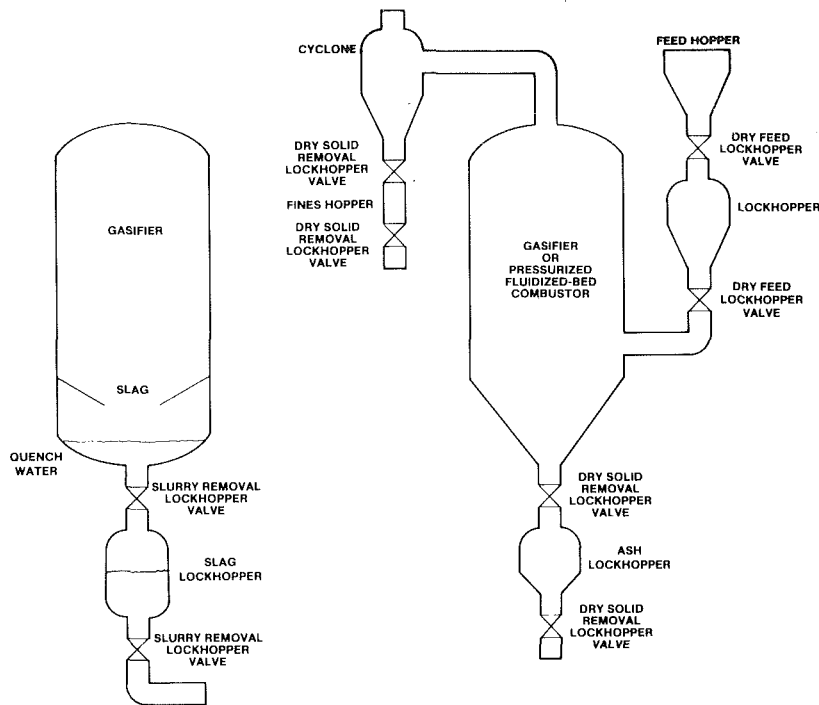 CYCLONE
DRY SOLID
REMOVAL
LOCKHOPPER
VALVE
FINES HOPPER
DRY SOLID
REMOVAL
LOCKHOPPER
VALVE
FEED HOPPER
DRY FEED
LOCKHOPPER
VALVE
LOCKHOPPER
DRY FEED
LOCKHOPPER
VALVE
GASIFIER
OR
PRESSURIZED
FLUIDIZED-BED
COMBUSTOR
DRY SOLID
REMOVAL
LOCKHOPPER
VALVE
ASH
LOCKHOPPER
DRY SOLID
REMOVAL
LOCKHOPPER
VALVE
GASIFIER
SLAG
QUENCH
WATER
SLURRY REMOVAL
LOCKHOPPER
VALVE
SLAG
LOCKHOPPER
SLURRY REMOVAL
LOCKHOPPER
VALVE